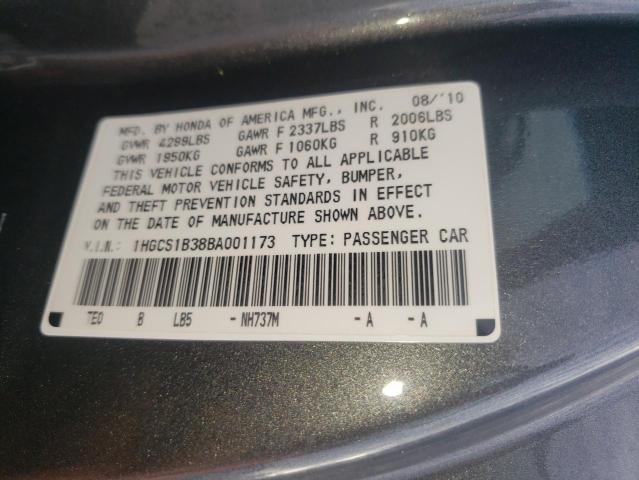 MFD. BY HONDA OF AMERICA MFG., INC. 08/'10
GVWR 4299LBS GAWR F 2337LBS R 2006LBS
GVWR 1950KG GAWR F 1060KG R 910KG
THIS VEHICLE CONFORMS TO ALL APPLICABLE
FEDERAL MOTOR VEHICLE SAFETY, BUMPER,
AND THEFT PREVENTION STANDARDS IN EFFECT
ON THE DATE OF MANUFACTURE SHOWN ABOVE.
V.I.N.: 1HGCS1B38BA001173 TYPE: PASSENGER CAR
TE0 B LB5 - NH737M - A - A